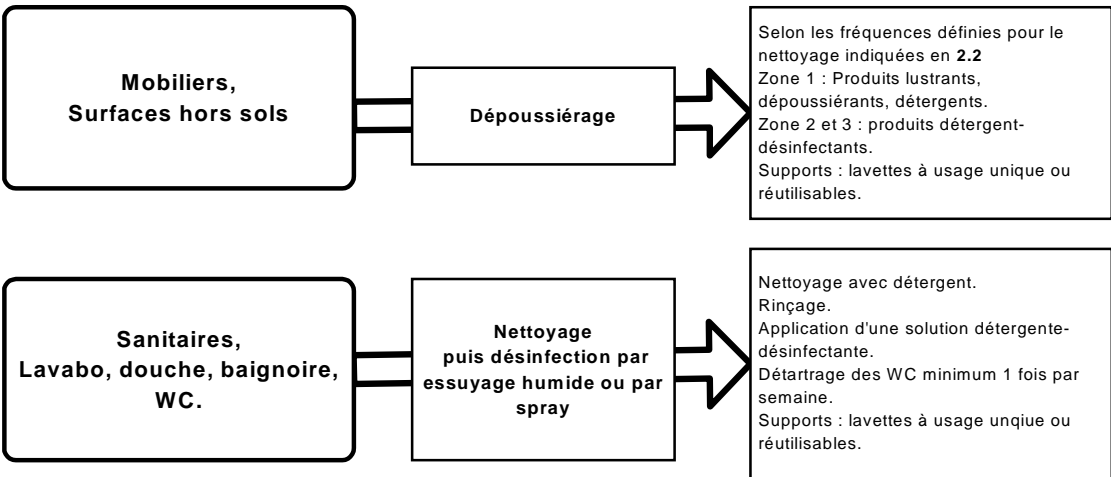 Mobiliers,
Surfaces hors sols
Dépoussiérage
Selon les fréquences définies pour le
nettoyage indiquées en 2.2
Zone 1 : Produits lustrants,
dépoussiérants, détergents.
Zone 2 et 3 : produits détergent-
désinfectants.
Supports : lavettes à usage unique ou
réutilisables.
Sanitaires,
Lavabo, douche, baignoire,
WC.
Nettoyage
puis désinfection par
essuyage humide ou par
spray
Nettoyage avec détergent.
Rinçage.
Application d'une solution détergente-
désinfectante.
Détartrage des WC minimum 1 fois par
semaine.
Supports : lavettes à usage unqiue ou
réutilisables.